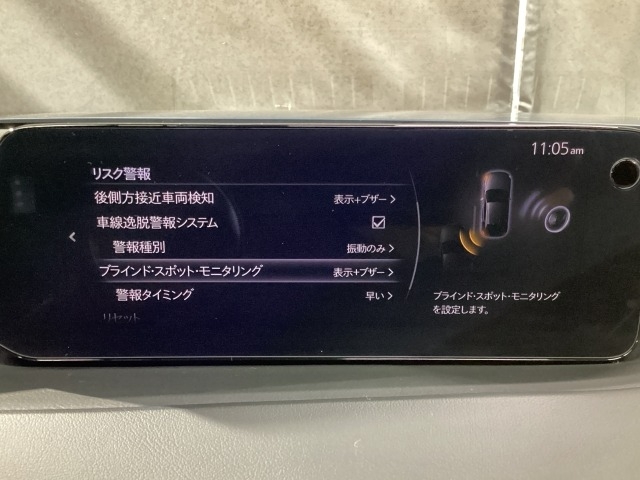 11:05am
リスク警報
後側方接近車両検知 表示+ブザー
車線逸脱警報システム
警報種別 振動のみ
ブラインド・スポット・モニタリング 表示+ブザー
警報タイミング 早い
リセット
ブラインド・スポット・モニタリング
を設定します。